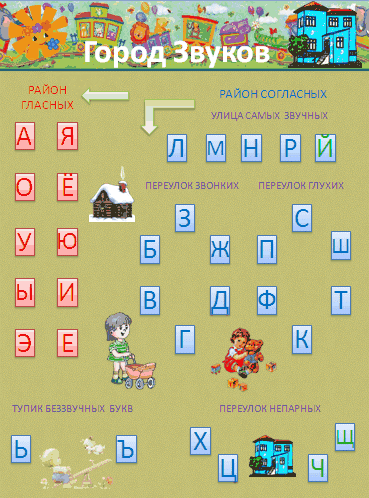 Город Звуков
РАЙОН
ГЛАСНЫХ
РАЙОН СОГЛАСНЫХ
УЛИЦА САМЫХ ЗВУЧНЫХ
А Я
О Ё
У Ю
Ы И
Э Е
Л М Н Р Й
ПЕРЕУЛОК ЗВОНКИХ
З
Б Ж
В Д
Г
ПЕРЕУЛОК ГЛУХИХ
С
П Ш
Ф Т
К
ТУПИК БЕЗЗВУЧНЫХ БУКВ
Ь Ъ
ПЕРЕУЛОК НЕПАРНЫХ
Х Ц Ч Щ